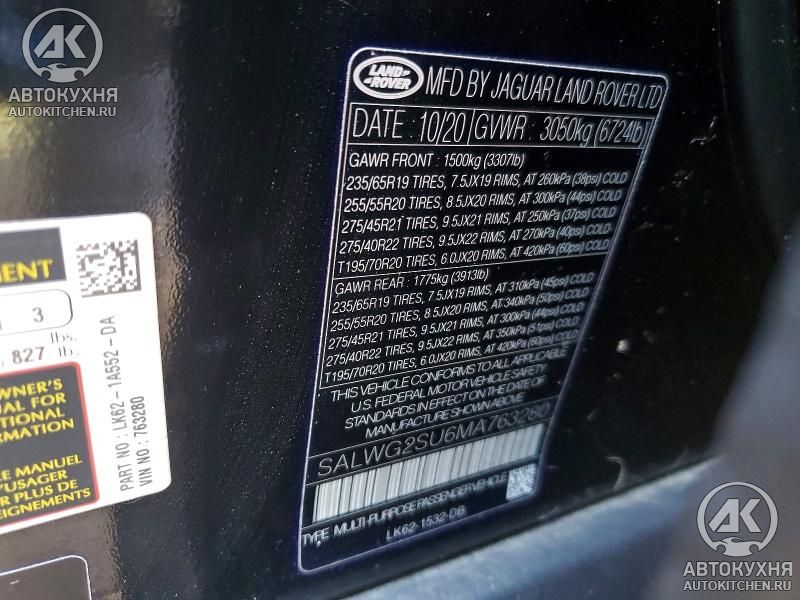 AK
АВТОКУХНЯ
AUTOKITCHEN.RU
LAND
ROVER
MFD BY JAGUAR LAND ROVER LTD
DATE : 10/20 GVWR : 3050kg (6724lb)
GAWR FRONT : 1500kg (3307lb)
235/65R19 TIRES, 7.5JX19 RIMS, AT 260kPa (38psi) COLD
255/55R20 TIRES, 8.5JX20 RIMS, AT 300kPa (44psi) COLD
275/45R21 TIRES, 9.5JX21 RIMS, AT 250kPa (37psi) COLD
275/40R22 TIRES, 9.5JX22 RIMS, AT 270kPa (40psi) COLD
T195/70R20 TIRES, 6.0JX20 RIMS, AT 420kPa (60psi) COLD
GAWR REAR : 1775kg (3913lb)
235/65R19 TIRES, 7.5JX19 RIMS, AT 310kPa (45psi) COLD
255/55R20 TIRES, 8.5JX20 RIMS, AT 340kPa (50psi) COLD
275/45R21 TIRES, 9.5JX21 RIMS, AT 300kPa (44psi) COLD
275/40R22 TIRES, 9.5JX22 RIMS, AT 350kPa (51psi) COLD
T195/70R20 TIRES, 6.0JX20 RIMS, AT 420kPa (60psi) COLD
THIS VEHICLE CONFORMS TO ALL APPLICABLE
U.S. FEDERAL MOTOR VEHICLE SAFETY
STANDARDS IN EFFECT ON THE DATE OF
MANUFACTURE SHOWN ABOVE
SALWG2SU6MA763280
TYPE MULTI-PURPOSE PASSENGER VEHICLE
LK62-1532-DB
3
lbs.
827 lb.
PART NO : LK62-1A552-DA
VIN NO : 763280
OWNER'S
MANUAL FOR
INFORMATION
LE MANUEL
PLUS DE
AK
АВТОКУХНЯ
AUTOKITCHEN.RU